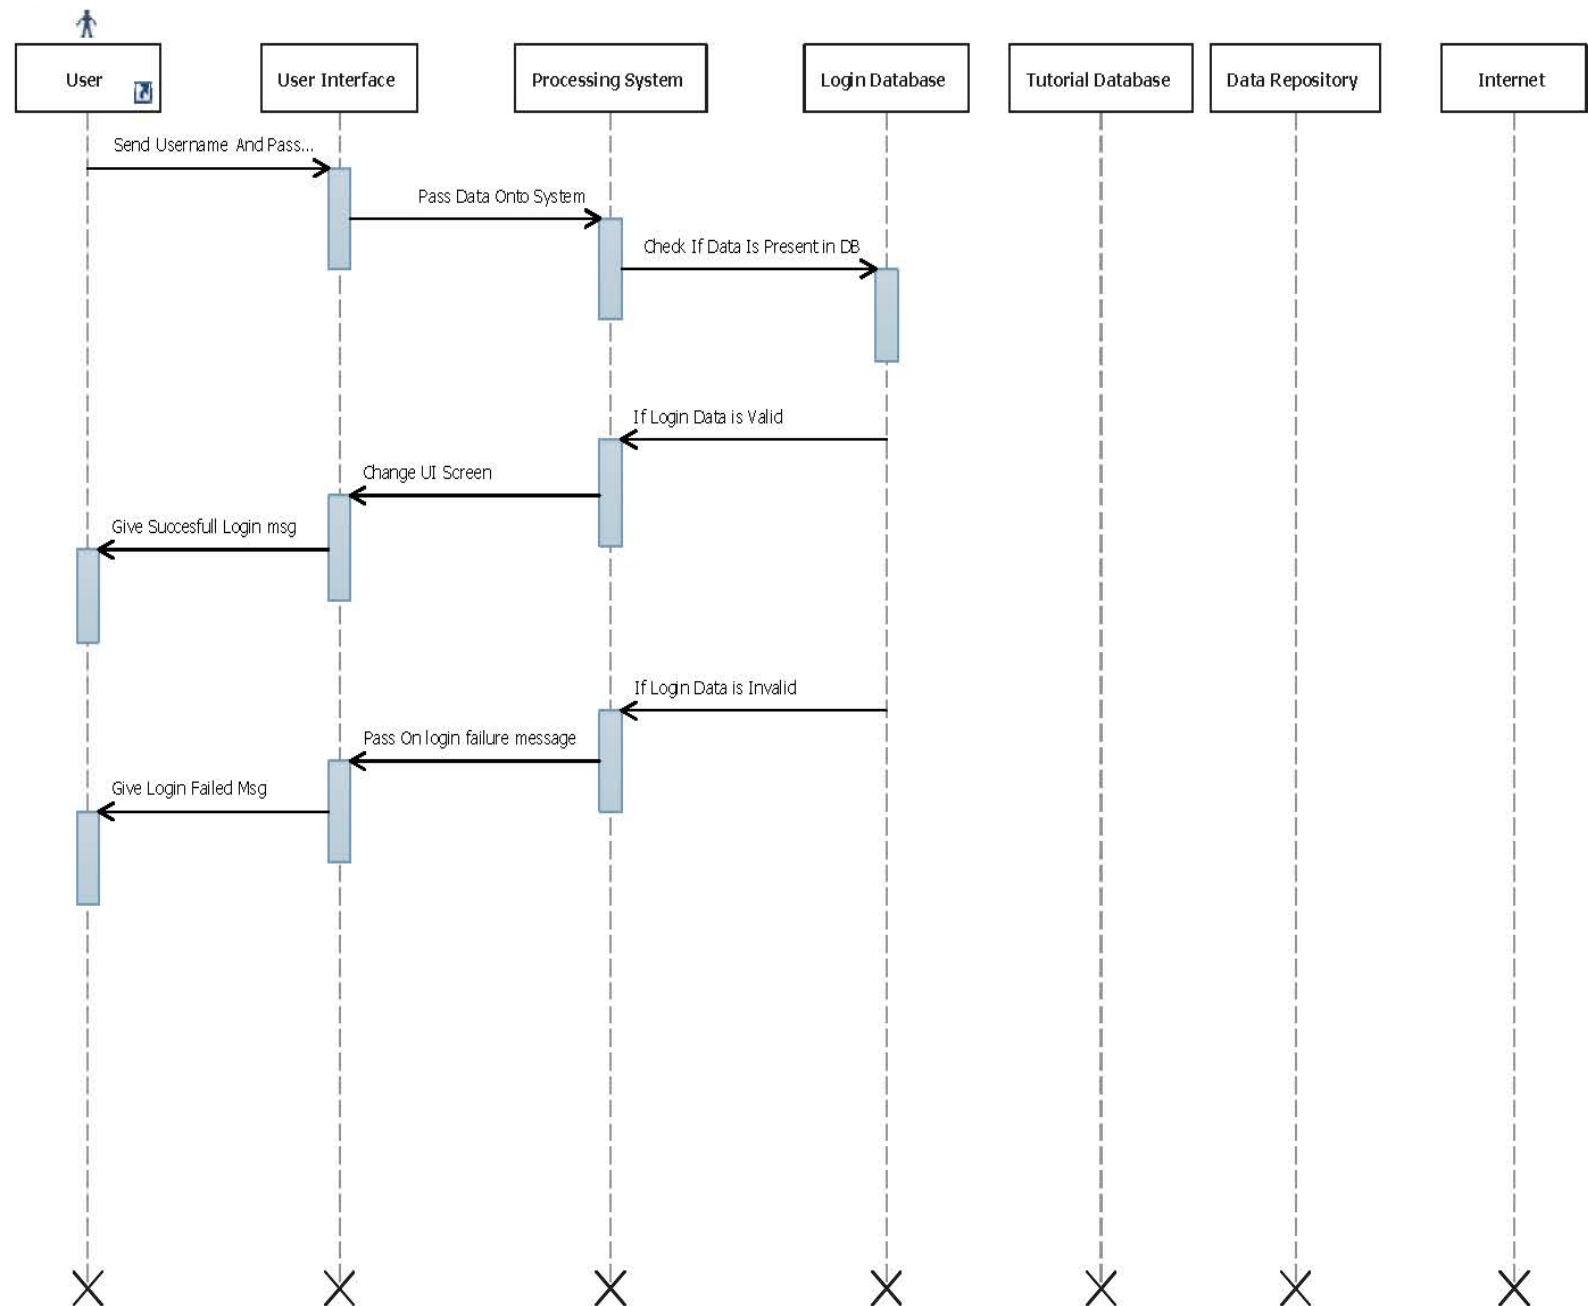 User
User Interface
Processing System
Login Database
Tutorial Database
Data Repository
Internet
Send Username And Pass...
Pass Data Onto System
Check If Data Is Present in DB
If Login Data is Valid
Change UI Screen
Give Succesfull Login msg
If Login Data is Invalid
Pass On login failure message
Give Login Failed Msg